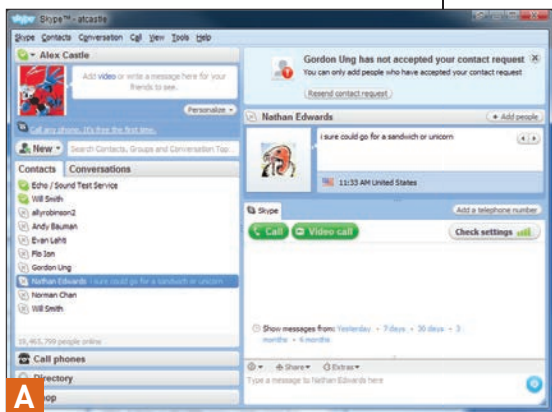 Skype™ - atcastle
Skype Contacts Conversation Call View Tools Help
Alex Castle
Add video or write a message here for your
friends to see.
Personalize
Call any phone. It's free the first time.
New
Search Contacts, Groups and Conversation Top...
Contacts Conversations
Echo / Sound Test Service
Will Smith
allyrobinson2
Andy Bauman
Evan Lahti
Flo Ion
Gordon Ung
Nathan Edwards i sure could go for a sandwich or unicorn
Norman Chan
Will Smith
people online
Call phones
Directory
Shop
A
Gordon Ung has not accepted your contact request
You can only add people who have accepted your contact request
Resend contact request
Nathan Edwards
+ Add people
i sure could go for a sandwich or unicorn
11:33 AM United States
Skype
Add a telephone number
Call
Video call
Check settings
Show messages from: Yesterday • 7 days • 30 days • 3
months • 6 months
Share
Extras
Type a message to Nathan Edwards here